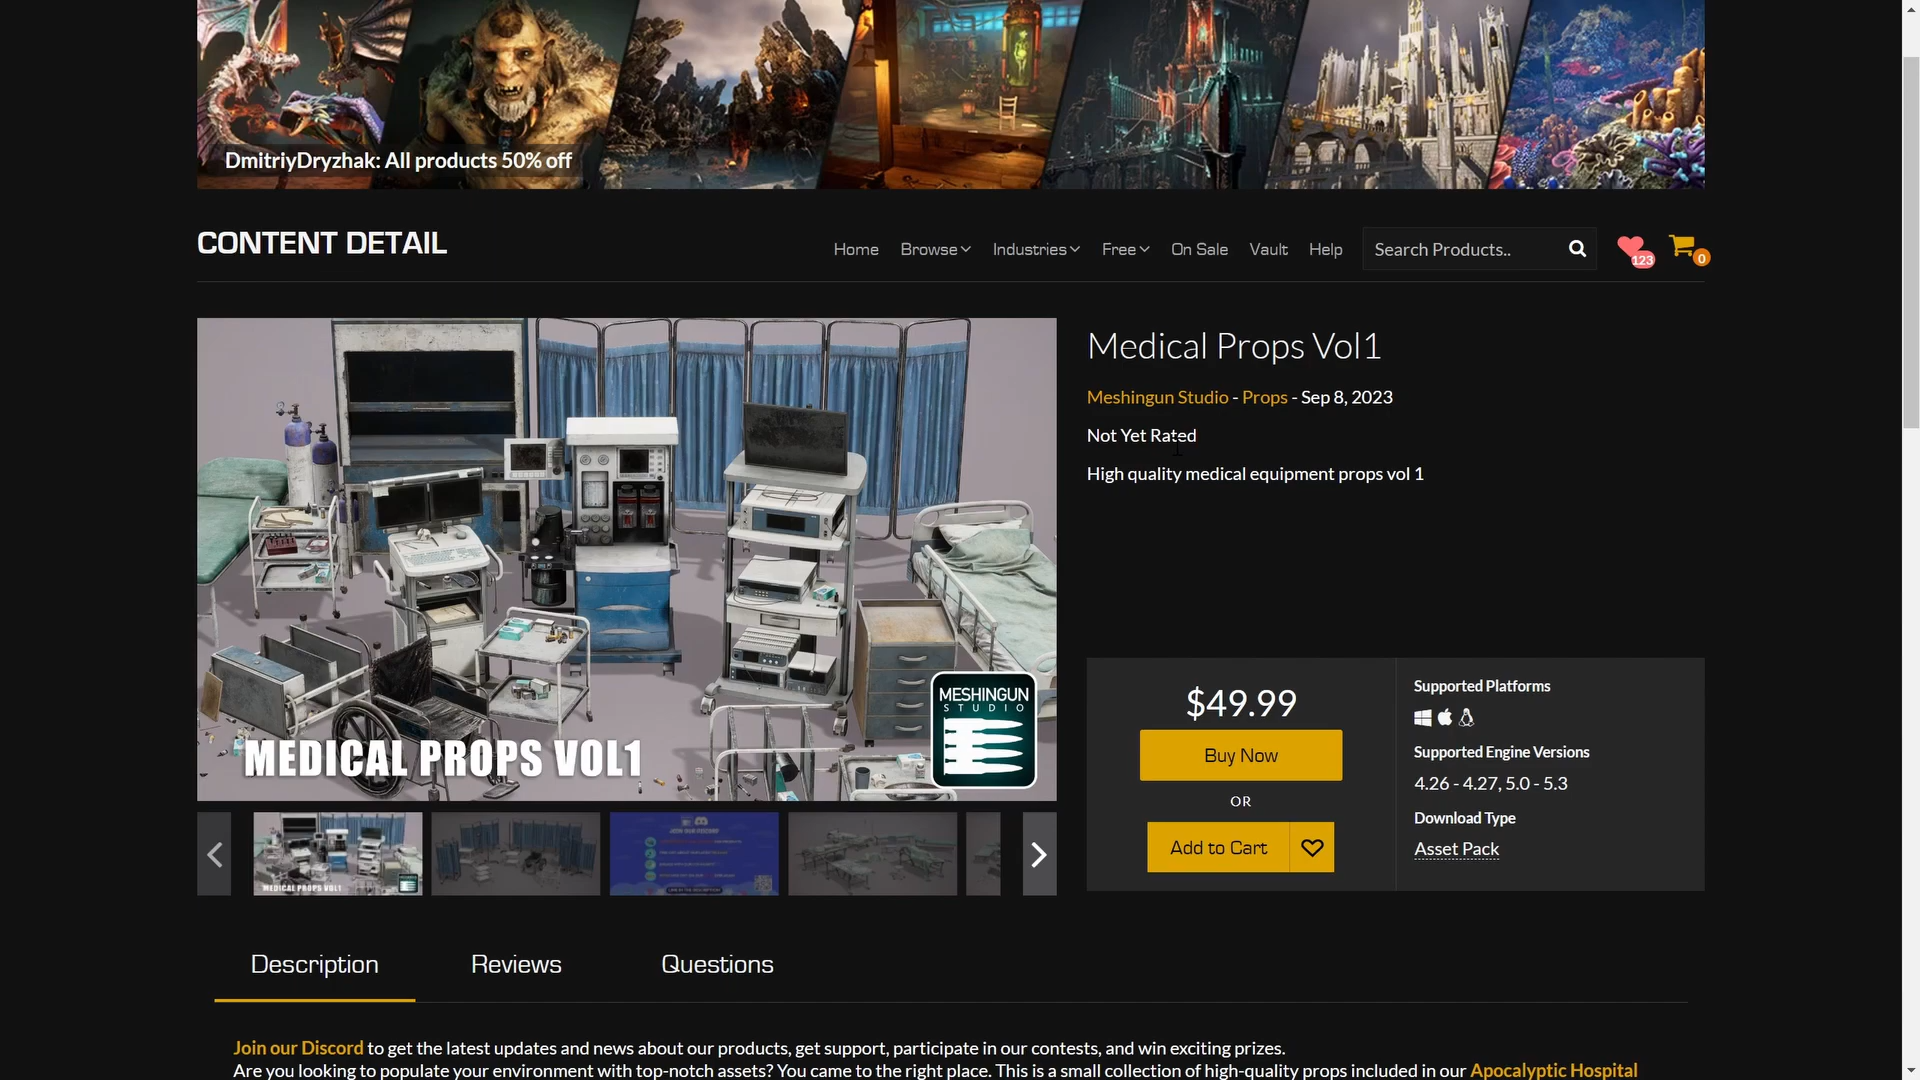 DmitriyDryzhak: All products 50% off
CONTENT DETAIL
Home Browse Industries Free On Sale Vault Help Search Products.. 123 0
Medical Props Vol1
Meshingun Studio - Props - Sep 8, 2023
Not Yet Rated
High quality medical equipment props vol 1
MESHINGUN
STUDIO
MEDICAL PROPS VOL1
$49.99
Buy Now
OR
Add to Cart
Supported Platforms
Supported Engine Versions
4.26 - 4.27, 5.0 - 5.3
Download Type
Asset Pack
MEDICAL PROPS VOL1
JOIN OUR DISCORD
Description Reviews Questions
Join our Discord to get the latest updates and news about our products, get support, participate in our contests, and win exciting prizes.
Are you looking to populate your environment with top-notch assets? You came to the right place. This is a small collection of high-quality props included in our Apocalyptic Hospital